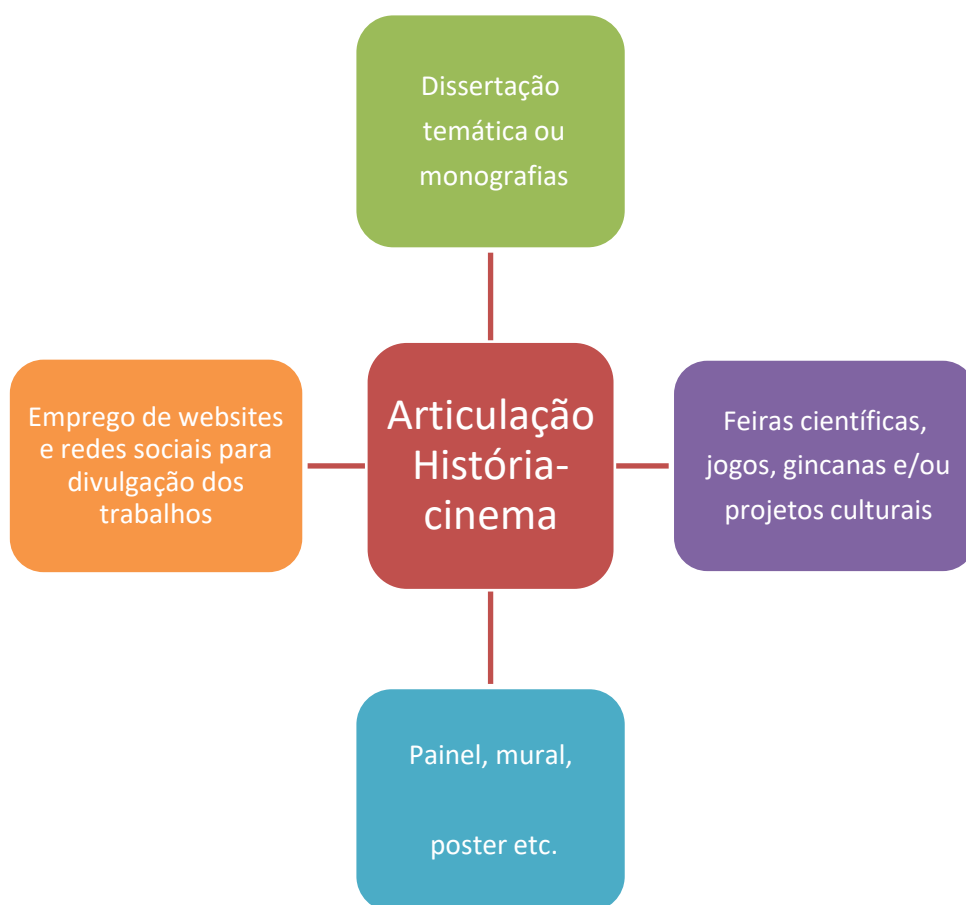 Dissertação
temática ou
monografias
Emprego de websites
e redes sociais para
divulgação dos
trabalhos
Articulação
História-
cinema
Feiras científicas,
jogos, gincanas e/ou
projetos culturais
Painel, mural,
poster etc.